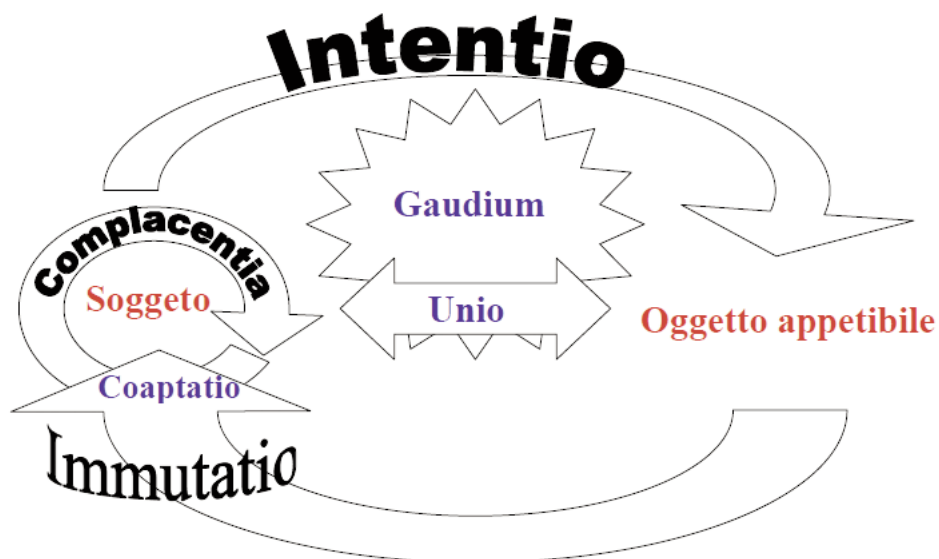 Intentio
Gaudium
Complacentia
Soggeto
Unio
Oggetto appetibile
Coaptatio
Immutatio